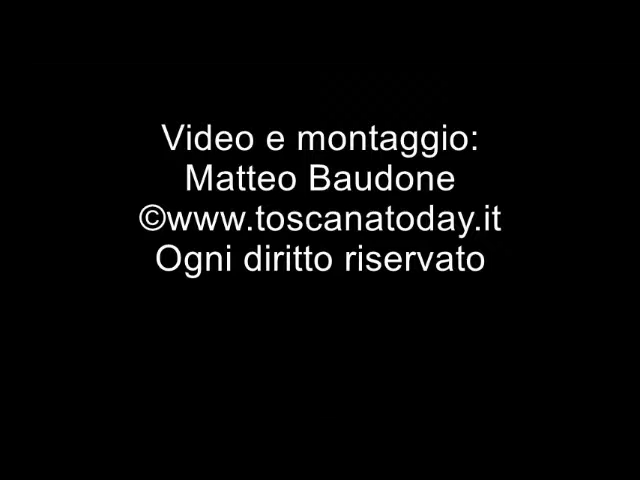 Video e montaggio:
Matteo Baudone
©www.toscanatoday.it
Ogni diritto riservato